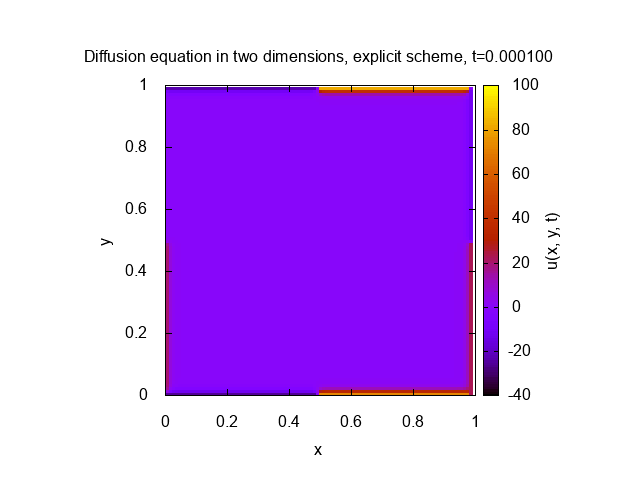 Diffusion equation in two dimensions, explicit scheme, t=0.000100
1
0.8
0.6
0.4
0.2
0
y
0 0.2 0.4 0.6 0.8 1
x
100
80
60
40
20
0
-20
-40
u(x, y, t)